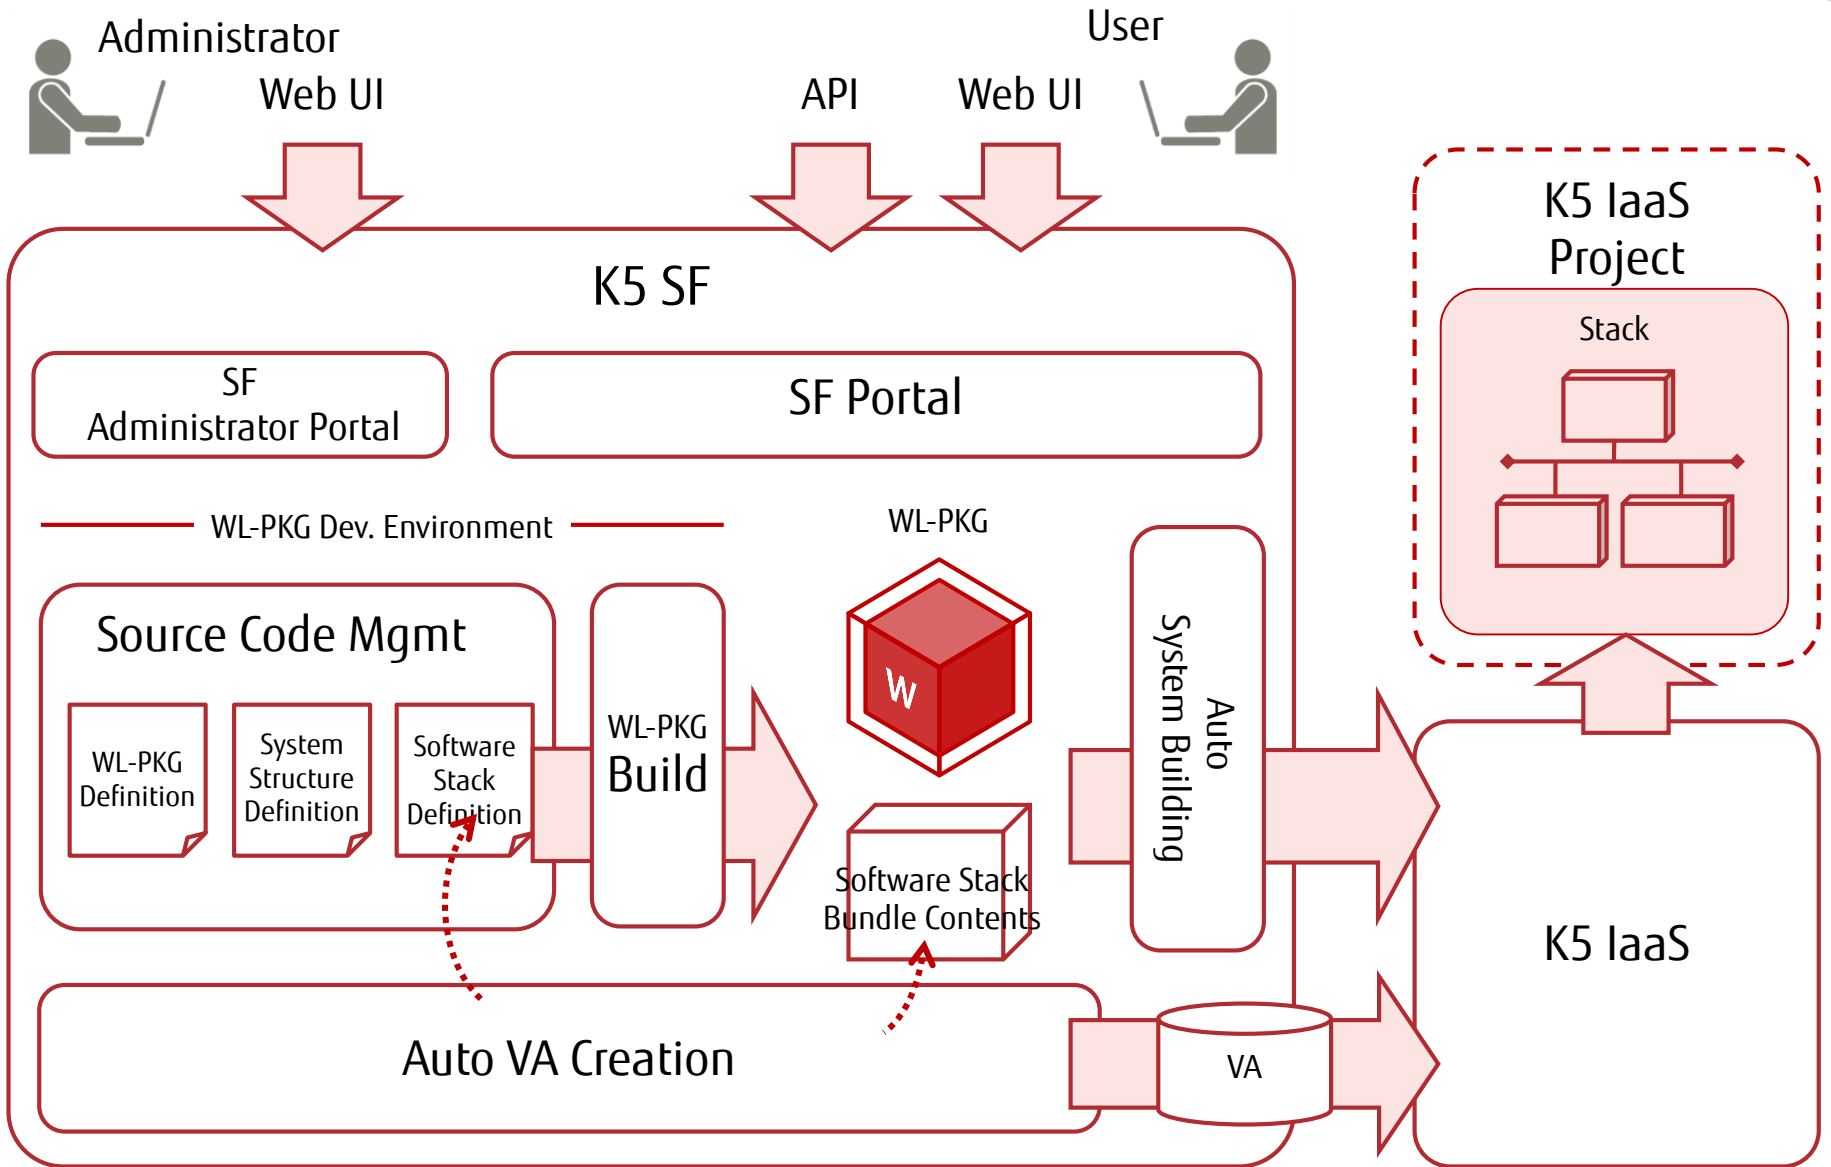 Administrator
Web UI
API
Web UI
User
K5 SF
SF
Administrator Portal
SF Portal
WL-PKG Dev. Environment
Source Code Mgmt
WL-PKG
Definition
System
Structure
Definition
Software
Stack
Definition
WL-PKG
Build
WL-PKG
W
Software Stack
Bundle Contents
Auto
System Building
Auto VA Creation
VA
K5 IaaS
Project
Stack
K5 IaaS